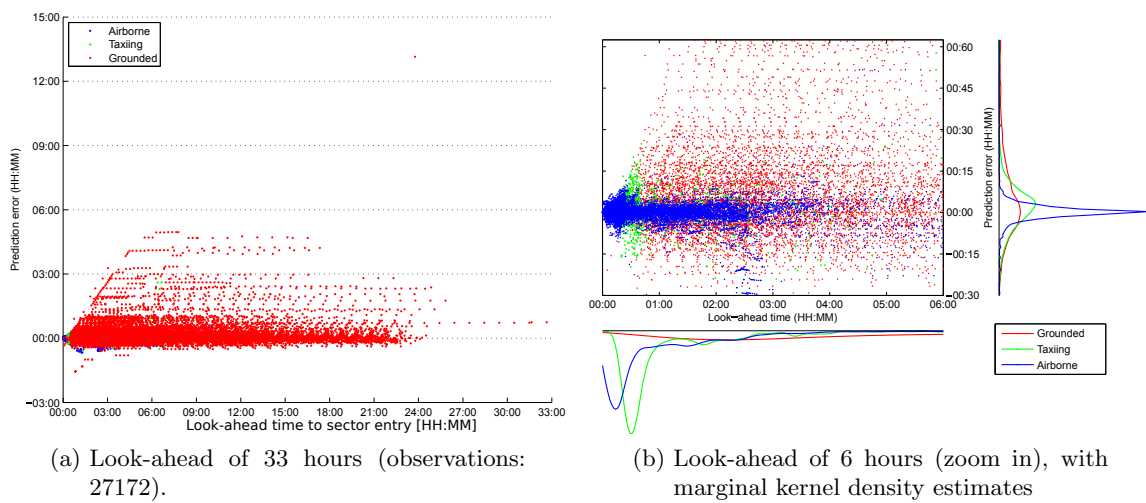 15:00
12:00
09:00
06:00
03:00
00:00
−03:00
Prediction error (HH:MM)
Airborne
Taxiing
Grounded
00:00 03:00 06:00 09:00 12:00 15:00 18:00 21:00 24:00 27:00 30:00 33:00
Look-ahead time to sector entry [HH:MM]
(a) Look-ahead of 33 hours (observations:
27172).
00:60
00:45
00:30
00:15
00:00
−00:15
−00:30
Prediction error (HH:MM)
Prediction error (HH:MM)
00:00 01:00 02:00 03:00 04:00 05:00 06:00
Look−ahead time (HH:MM)
Grounded
Taxiing
Airborne
(b) Look-ahead of 6 hours (zoom in), with
marginal kernel density estimates